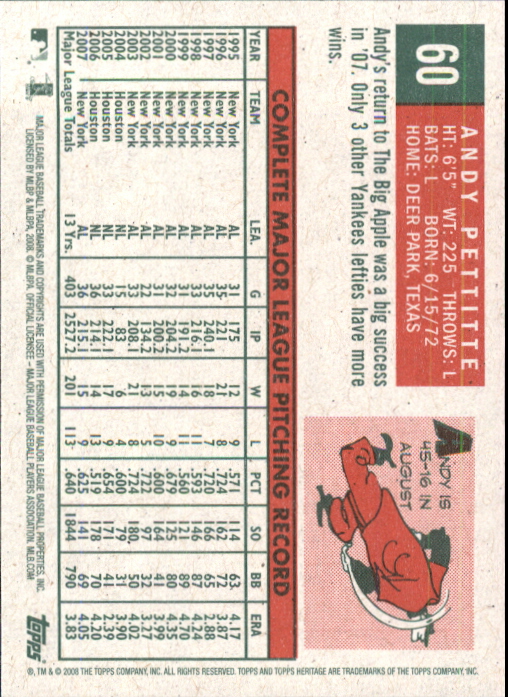 60
ANDY PETTITTE
HT: 6'5" WT: 225 THROWS: L
BATS: L BORN: 6/15/72
HOME: DEER PARK, TEXAS
Andy's return to The Big Apple was a big success
in '07. Only 3 other Yankees lefties have more
wins.
ANDY IS
45-16 IN
AUGUST
COMPLETE MAJOR LEAGUE PITCHING RECORD
YEAR TEAM LEA. G IP W L PCT SO BB ERA
1995 New York AL 31 175 12 9 .571 114 63 4.17
1996 New York AL 35 221 21 8 .724 162 72 3.87
1997 New York AL 35 240.1 18 7 .720 166 65 2.88
1998 New York AL 33 216.1 16 11 .593 146 87 4.24
1999 New York AL 31 191.2 14 11 .560 121 89 4.70
2000 New York AL 32 204.2 19 9 .679 125 80 4.35
2001 New York AL 31 200.2 15 10 .600 164 41 3.99
2002 New York AL 22 134.2 13 5 .722 97 32 3.27
2003 New York AL 33 208.1 21 8 .724 180 50 4.02
2004 Houston NL 15 83 6 4 .600 79 31 3.90
2005 Houston NL 33 222.1 17 9 .654 171 41 2.39
2006 Houston NL 36 214.1 14 13 .519 178 70 4.20
2007 New York AL 36 215.1 15 9 .625 141 69 4.05
Major League Totals 13 Yrs. 403 2527.2 201 113 .640 1844 790 3.83
MAJOR LEAGUE BASEBALL TRADEMARKS AND COPYRIGHTS ARE USED WITH PERMISSION OF MAJOR LEAGUE BASEBALL PROPERTIES, INC.
LICENSED BY MLBP & MLBPA, 2008. © MLBPA. OFFICIAL LICENSEE – MAJOR LEAGUE BASEBALL PLAYERS ASSOCIATION. MLB.COM
TOPPS
®, TM & © 2008 THE TOPPS COMPANY, INC. ALL RIGHTS RESERVED. TOPPS AND TOPPS HERITAGE ARE TRADEMARKS OF THE TOPPS COMPANY, INC.